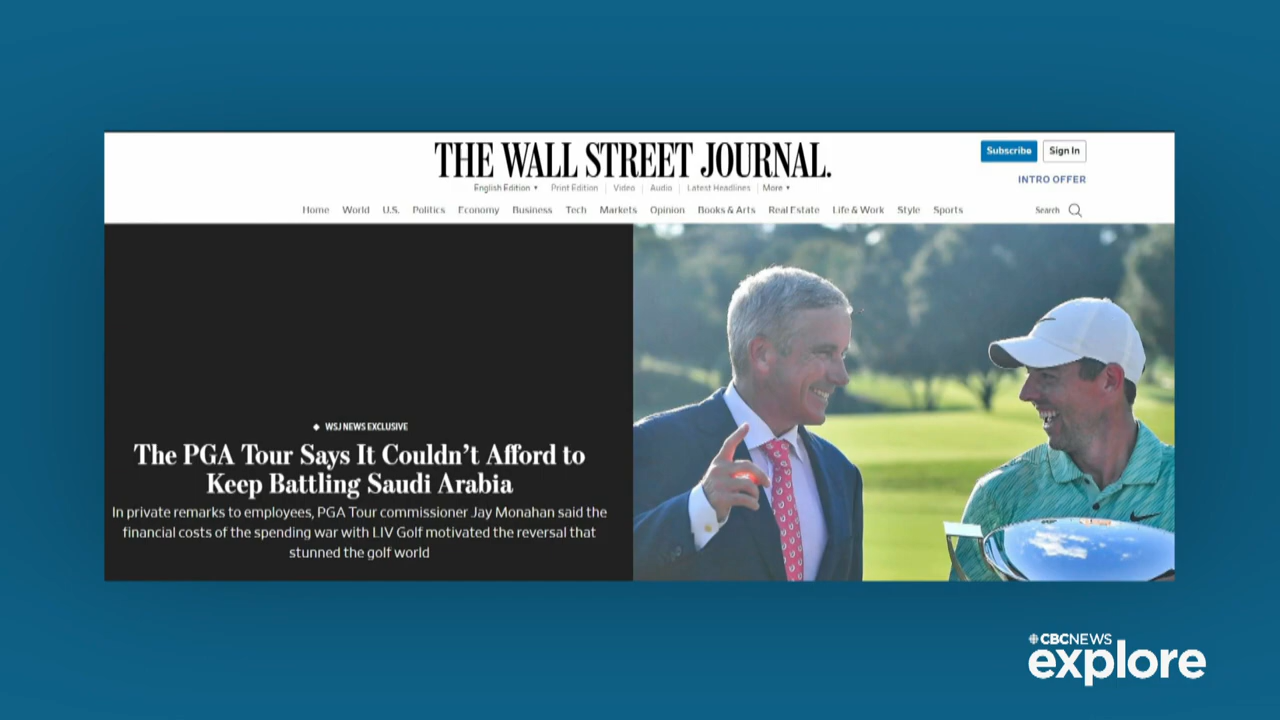 THE WALL STREET JOURNAL.
Subscribe
Sign In
English Edition ▾ | Print Edition | Video | Audio | Latest Headlines | More ▾
INTRO OFFER
Home World U.S. Politics Economy Business Tech Markets Opinion Books & Arts Real Estate Life & Work Style Sports
Search
◆ WSJ NEWS EXCLUSIVE
The PGA Tour Says It Couldn't Afford to
Keep Battling Saudi Arabia
In private remarks to employees, PGA Tour commissioner Jay Monahan said the
financial costs of the spending war with LIV Golf motivated the reversal that
stunned the golf world
CBCNEWS
explore